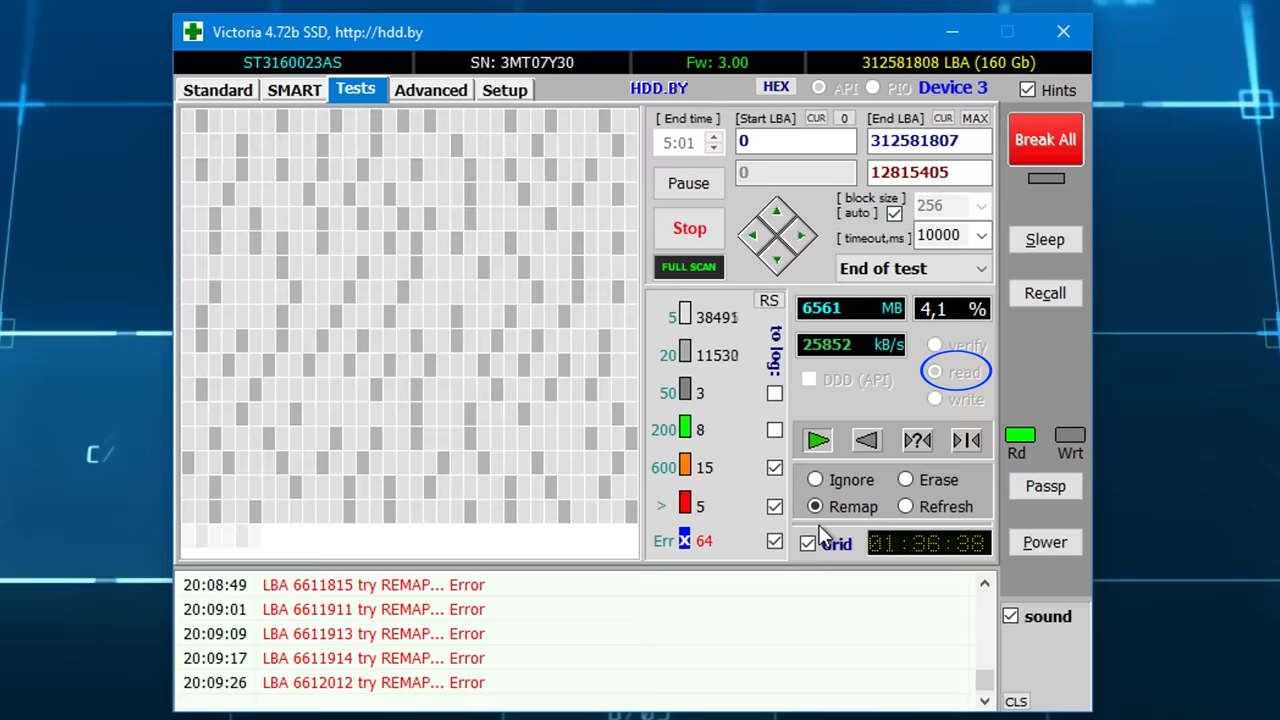 Victoria 4.72b SSD, http://hdd.by
ST3160023AS SN: 3MT07Y30 Fw: 3.00 312581808 LBA (160 Gb)
Standard SMART Tests Advanced Setup HDD.BY HEX API PIO Device 3 Hints
[ End time ] [Start LBA] CUR 0 [End LBA] CUR MAX
5:01 0 312581807
Break All
0 12815405
Pause
[ block size ]
[ auto ] 256
Stop
[ timeout,ms ] 10000
Sleep
FULL SCAN
End of test
Recall
RS
to log:
5 38491
20 11530
50 3
200 8
600 15
> 5
Err x 64
6561 MB 4,1 %
25852 kB/s verify
DDD (API) read
write
?
Rd Wrt
Ignore Erase
Remap Refresh
Passp
Grid 01:36:38
Power
20:08:49 LBA 6611815 try REMAP... Error
20:09:01 LBA 6611911 try REMAP... Error
20:09:09 LBA 6611913 try REMAP... Error
20:09:17 LBA 6611914 try REMAP... Error
20:09:26 LBA 6612012 try REMAP... Error
sound
CLS
C/